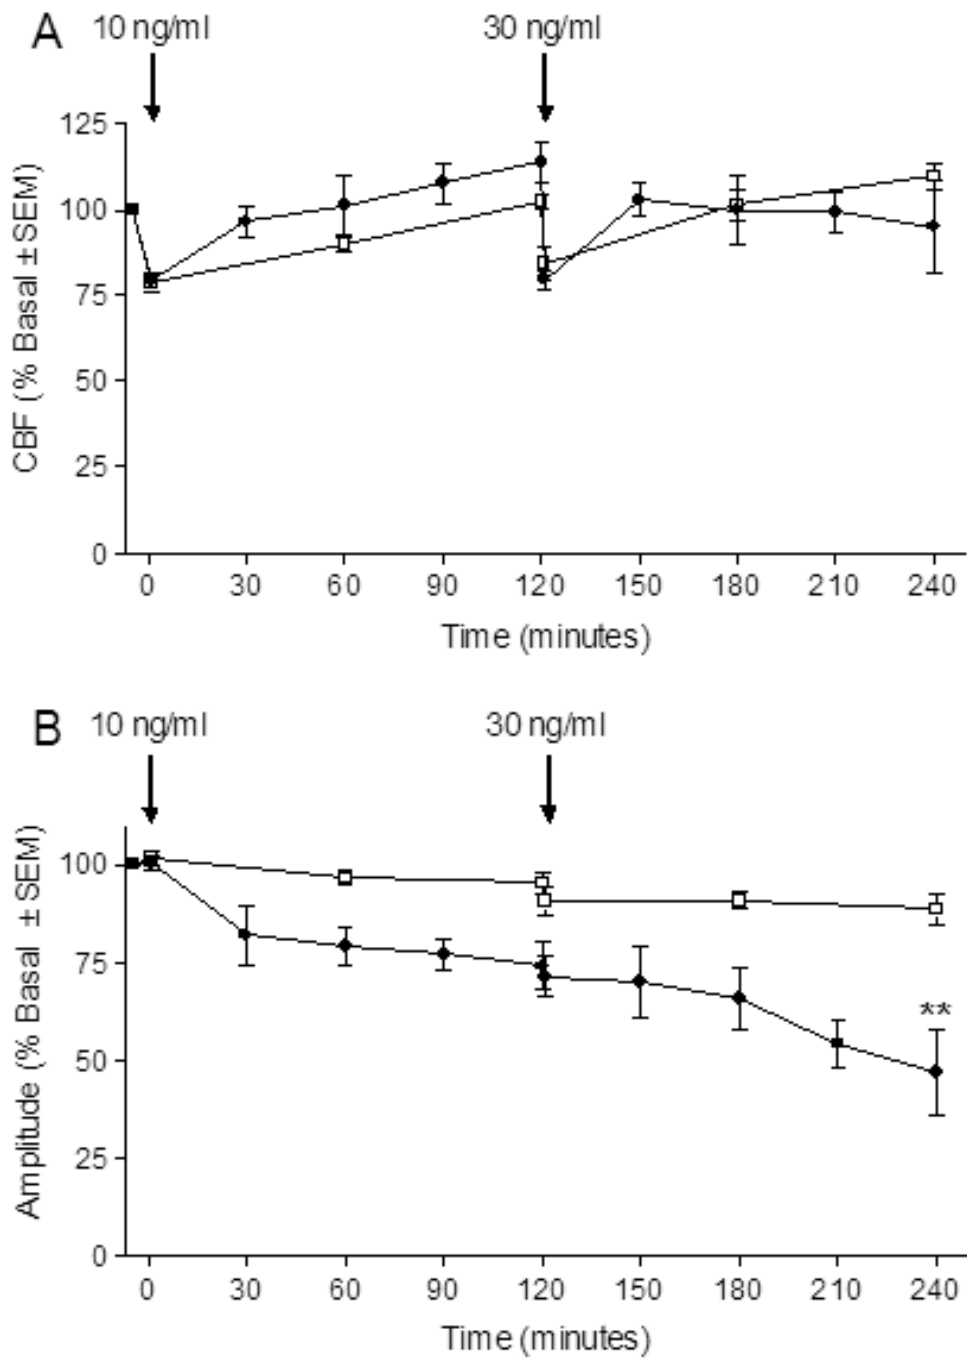 A
10 ng/ml
30 ng/ml
CBF (% Basal ±SEM)
125
100
75
50
25
0
0 30 60 90 120 150 180 210 240
Time (minutes)
B
10 ng/ml
30 ng/ml
Amplitude (% Basal ±SEM)
100
75
50
25
0
**
0 30 60 90 120 150 180 210 240
Time (minutes)